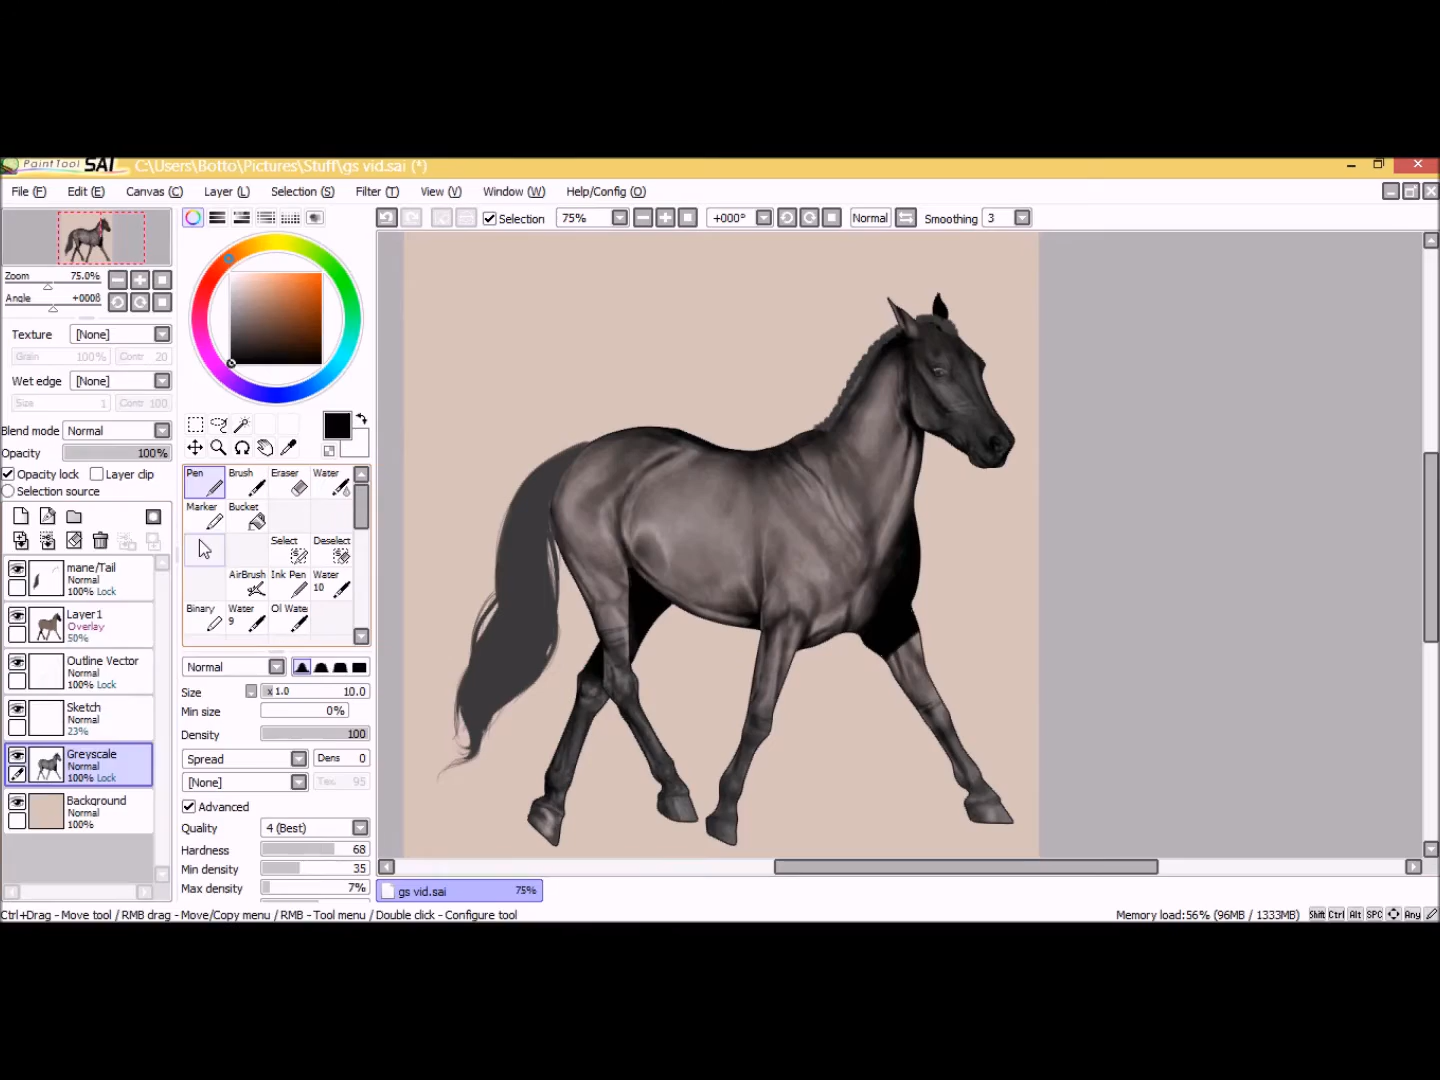 PaintTool SAI C:\Users\Botto\Pictures\Stuff\gs vid.sai (*)
File (F) Edit (E) Canvas (C) Layer (L) Selection (S) Filter (T) View (V) Window (W) Help/Config (O)
Selection 75% +000° Normal Smoothing 3
Zoom 75.0%
Angle +000°
Texture [None]
Grain 100% Contr 20
Wet edge [None]
Size 1 Contr 100
Blend mode Normal
Opacity 100%
Opacity lock Layer clip
Selection source
mane/Tail
Normal
100% Lock
Layer1
Overlay
50%
Outline Vector
Normal
100% Lock
Sketch
Normal
23%
Greyscale
Normal
100% Lock
Background
Normal
100%
Pen Brush Eraser Water
Marker Bucket
Select Deselect
AirBrush Ink Pen Water 10
Binary Water 9 Ol Wate
Normal
Size x 1.0 10.0
Min size 0%
Density 100
Spread Dens 0
[None] Tex. 95
Advanced
Quality 4 (Best)
Hardness 68
Min density 35
Max density 7%
gs vid.sai 75%
Ctrl+Drag - Move tool / RMB drag - Move/Copy menu / RMB - Tool menu / Double click - Configure tool
Memory load:56% (96MB / 1333MB) Shift Ctrl Alt SPC Any